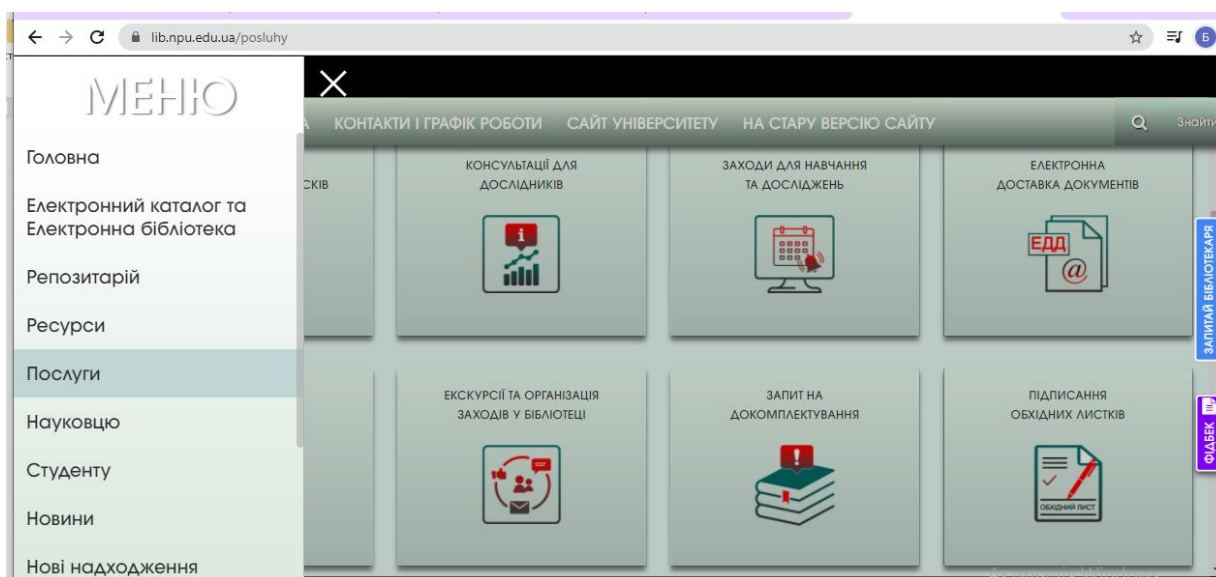 lib.npu.edu.ua/posluhy
Б
МЕНЮ
Головна
Електронний каталог та
Електронна бібліотека
Репозитарій
Ресурси
Послуги
Науковцю
Студенту
Новини
Нові надходження
КОНТАКТИ І ГРАФІК РОБОТИ САЙТ УНІВЕРСИТЕТУ НА СТАРУ ВЕРСІЮ САЙТУ
Знайти
КОНСУЛЬТАЦІЇ ДЛЯ
ДОСЛІДНИКІВ
i
ЗАХОДИ ДЛЯ НАВЧАННЯ
ТА ДОСЛІДЖЕНЬ
ЕЛЕКТРОННА
ДОСТАВКА ДОКУМЕНТІВ
ЕДД
@
ЕКСКУРСІЇ ТА ОРГАНІЗАЦІЯ
ЗАХОДІВ У БІБЛІОТЕЦІ
ЗАПИТ НА
ДОКОМПЛЕКТУВАННЯ
!
ПІДПИСАННЯ
ОБХІДНИХ ЛИСТКІВ
ОБХІДНИЙ ЛИСТ
ЗАПИТАЙ БІБЛІОТЕКАРЯ
ФІДБЕК